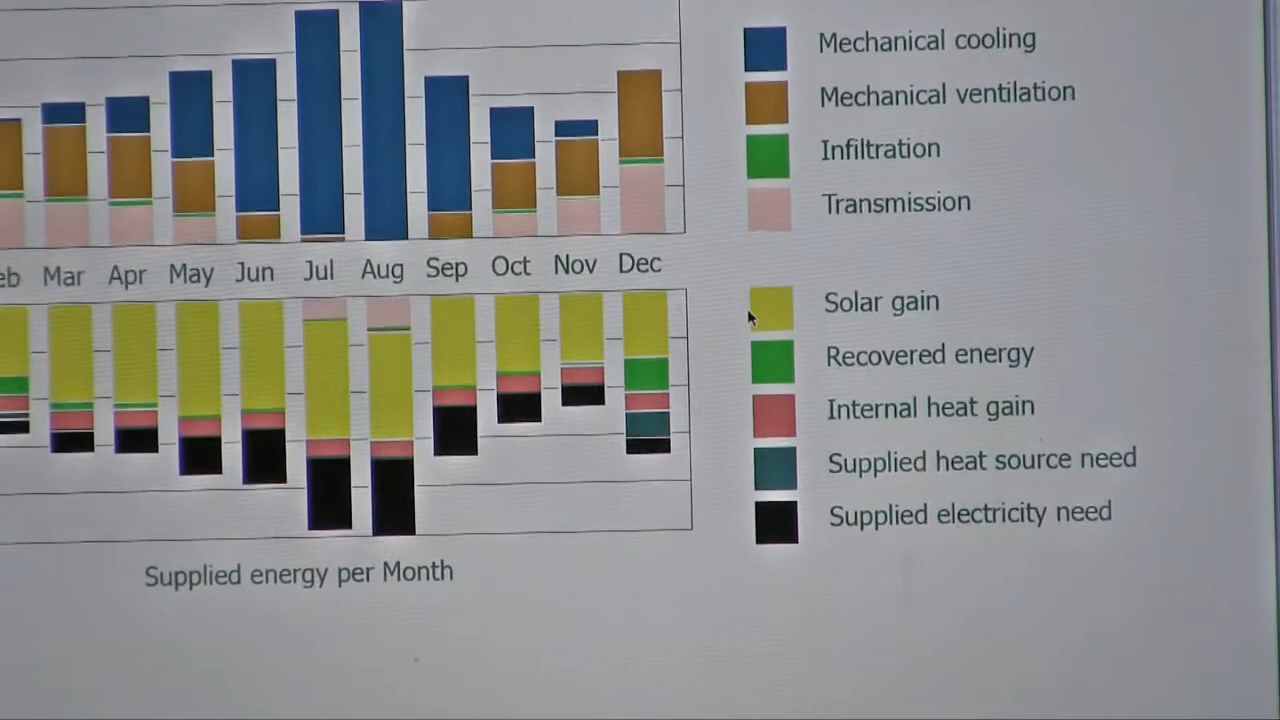 Mechanical cooling
Mechanical ventilation
Infiltration
Transmission
eb Mar Apr May Jun Jul Aug Sep Oct Nov Dec
Solar gain
Recovered energy
Internal heat gain
Supplied heat source need
Supplied electricity need
Supplied energy per Month